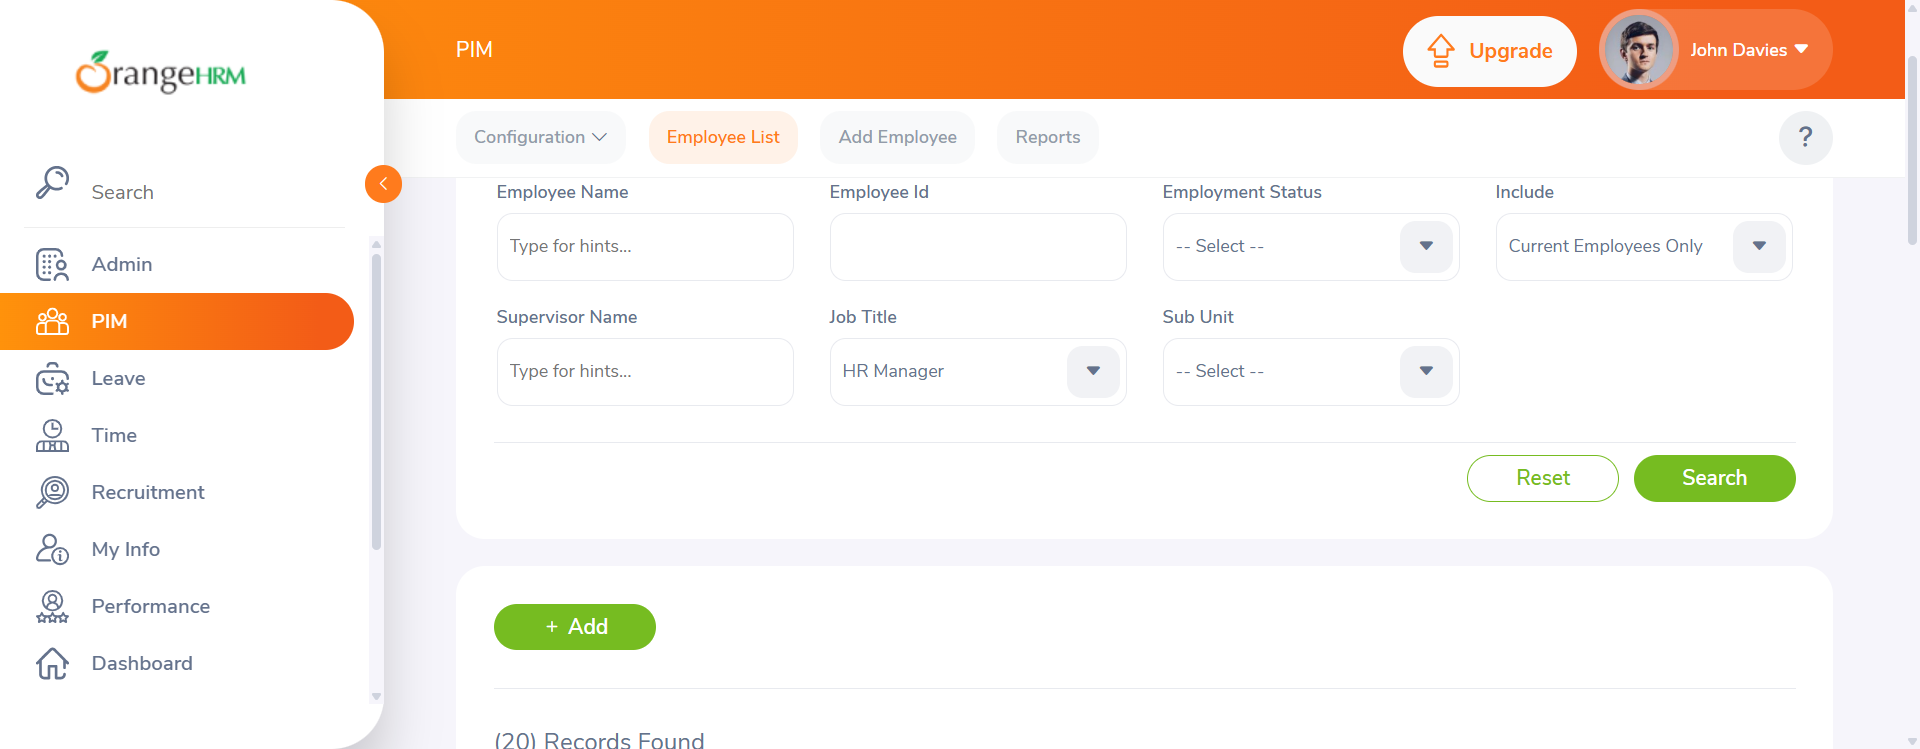 OrangeHRM
Search
Admin
PIM
Leave
Time
Recruitment
My Info
Performance
Dashboard
PIM
Upgrade
John Davies
Configuration
Employee List
Add Employee
Reports
?
Employee Name
Employee Id
Employment Status
Include
Type for hints...
-- Select --
Current Employees Only
Supervisor Name
Job Title
Sub Unit
Type for hints...
HR Manager
-- Select --
Reset
Search
+ Add
(20) Records Found